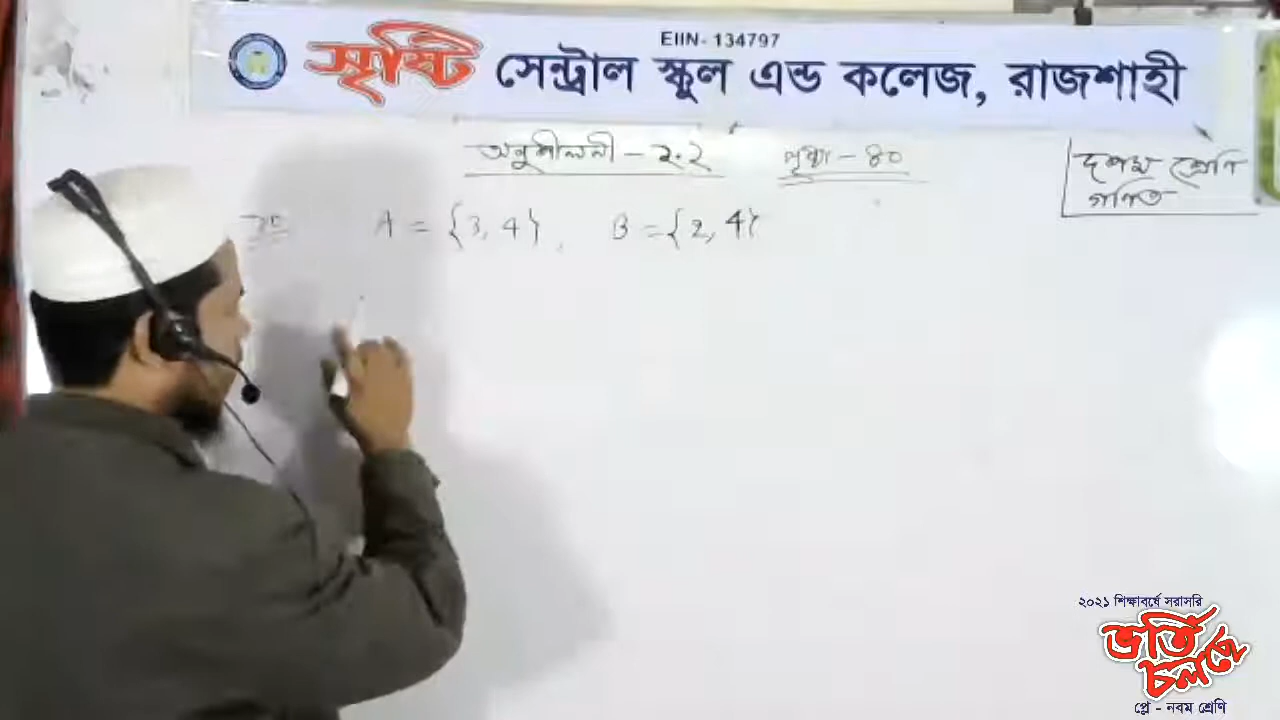 EIIN- 134797
সৃষ্টি সেন্ট্রাল স্কুল এন্ড কলেজ, রাজশাহী
অনুশীলনী - ২.২ পৃষ্ঠা - ৪০
দশম শ্রেণি
গণিত
A = {3, 4}, B = {2, 4}
২০২১ শিক্ষাবর্ষে সরাসরি
ভর্তি
চলছে
প্লে - নবম শ্রেণি